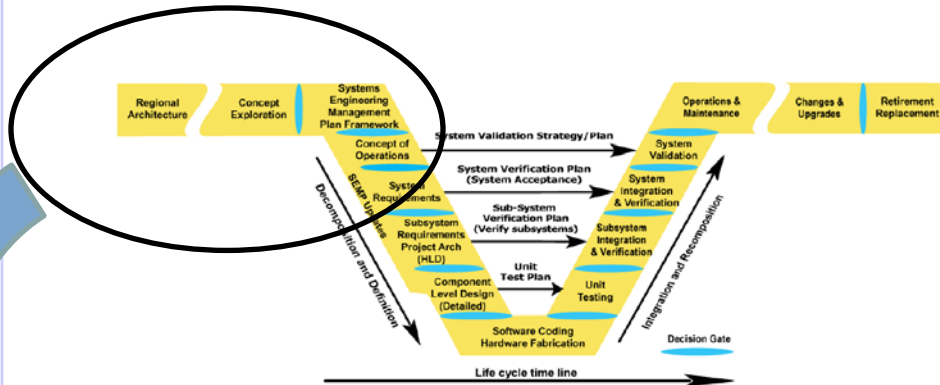 Regional
Architecture
Concept
Exploration
Systems
Engineering
Management
Plan Framework
Operations &
Maintenance
Changes &
Upgrades
Retirement
Replacement
System Validation Strategy/Plan
Concept of
Operations
System
Validation
System Verification Plan
(System Acceptance)
System
Requirements
System
Integration
& Verification
SEMP Updates
Sub-System
Verification Plan
(Verify subsystems)
Subsystem
Requirements
Project Arch
(HLD)
Subsystem
Integration
& Verification
Unit
Test Plan
Component
Level Design
(Detailed)
Unit
Testing
Decomposition and Definition
Integration and Recomposition
Software Coding
Hardware Fabrication
Decision Gate
Life cycle time line